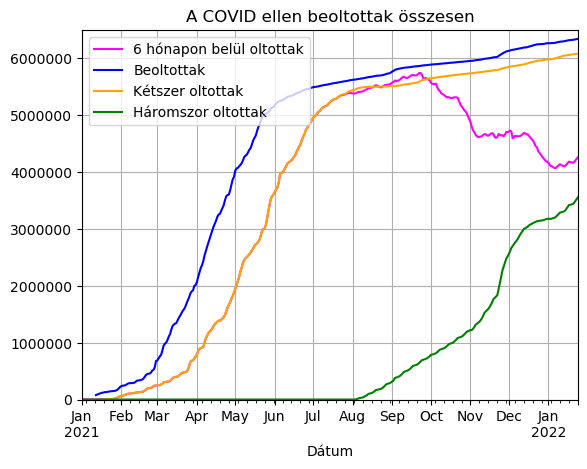 A COVID ellen beoltottak összesen
6 hónapon belül oltottak
Beoltottak
Kétszer oltottak
Háromszor oltottak
6000000
5000000
4000000
3000000
2000000
1000000
0
Jan Feb Mar Apr May Jun Jul Aug Sep Oct Nov Dec Jan
2021 2022
Dátum